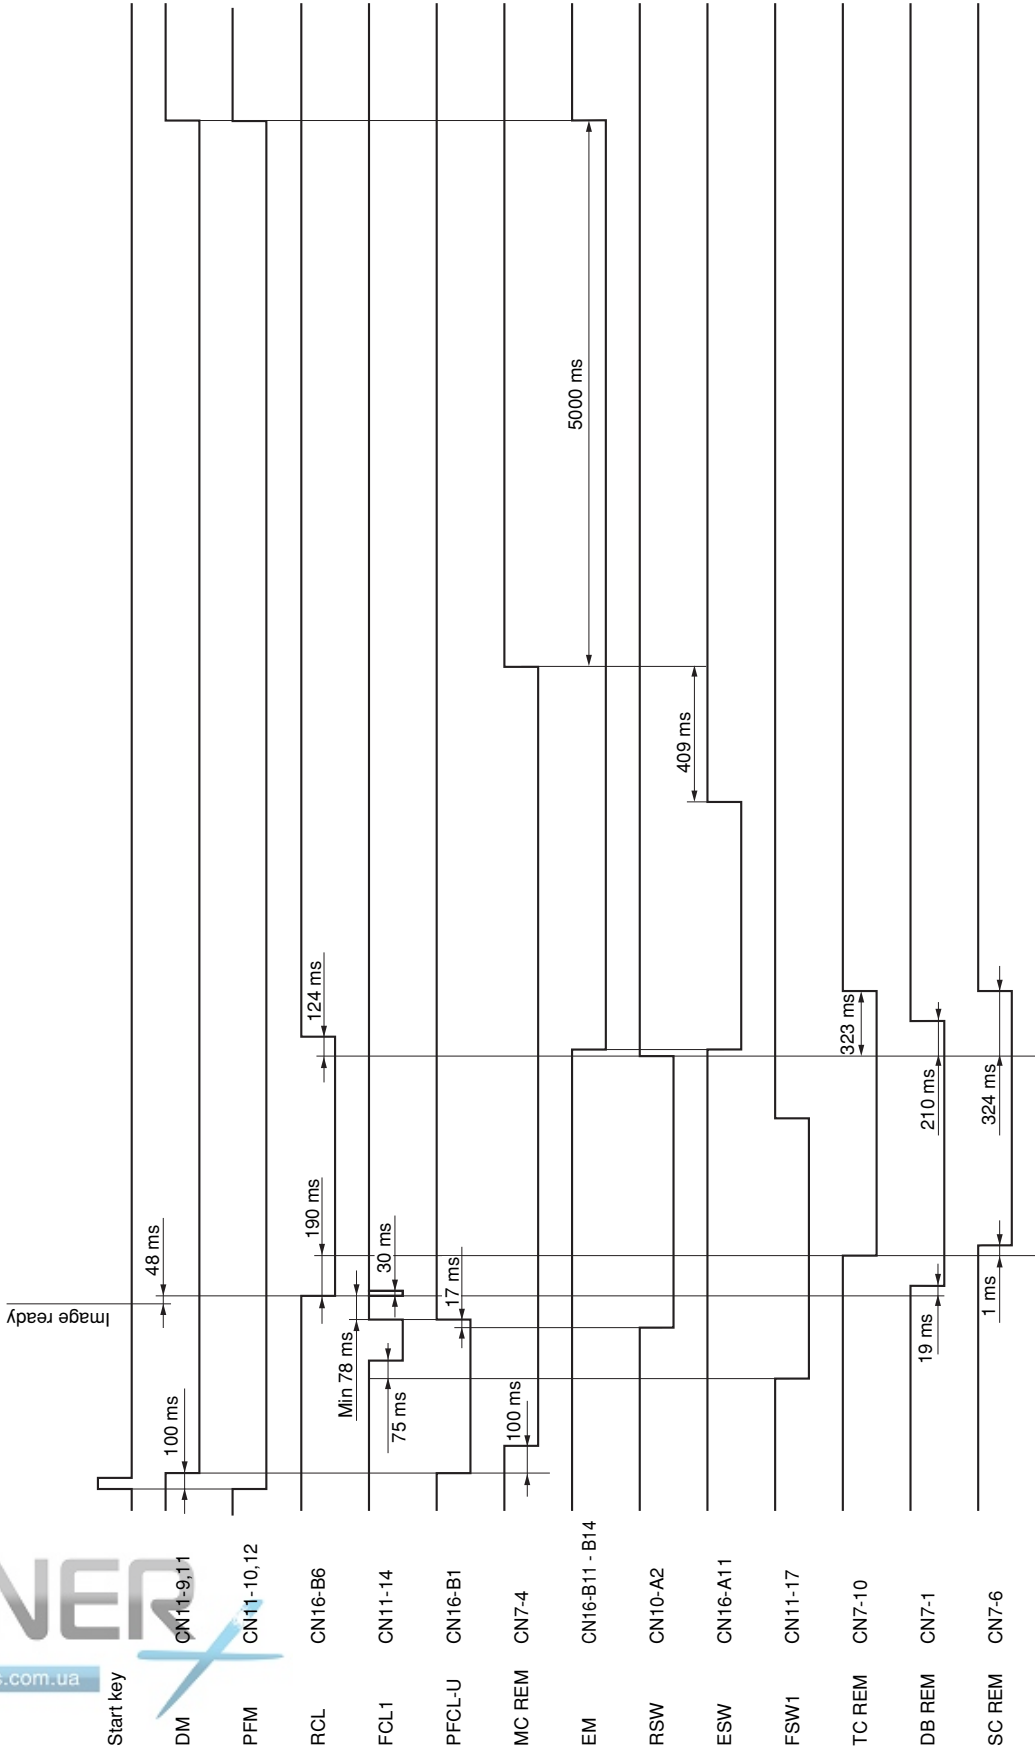 Image ready
Start key
48 ms
DM CN11-9,11
100 ms
PFM CN11-10,12
RCL CN16-B6
190 ms
124 ms
FCL1 CN11-14
Min 78 ms
75 ms
30 ms
PFCL-U CN16-B1
17 ms
MC REM CN7-4
100 ms
EM CN16-B11 - B14
5000 ms
RSW CN10-A2
ESW CN16-A11
409 ms
FSW1 CN11-17
TC REM CN7-10
323 ms
DB REM CN7-1
19 ms
210 ms
SC REM CN7-6
1 ms
324 ms
NER
s.com.ua